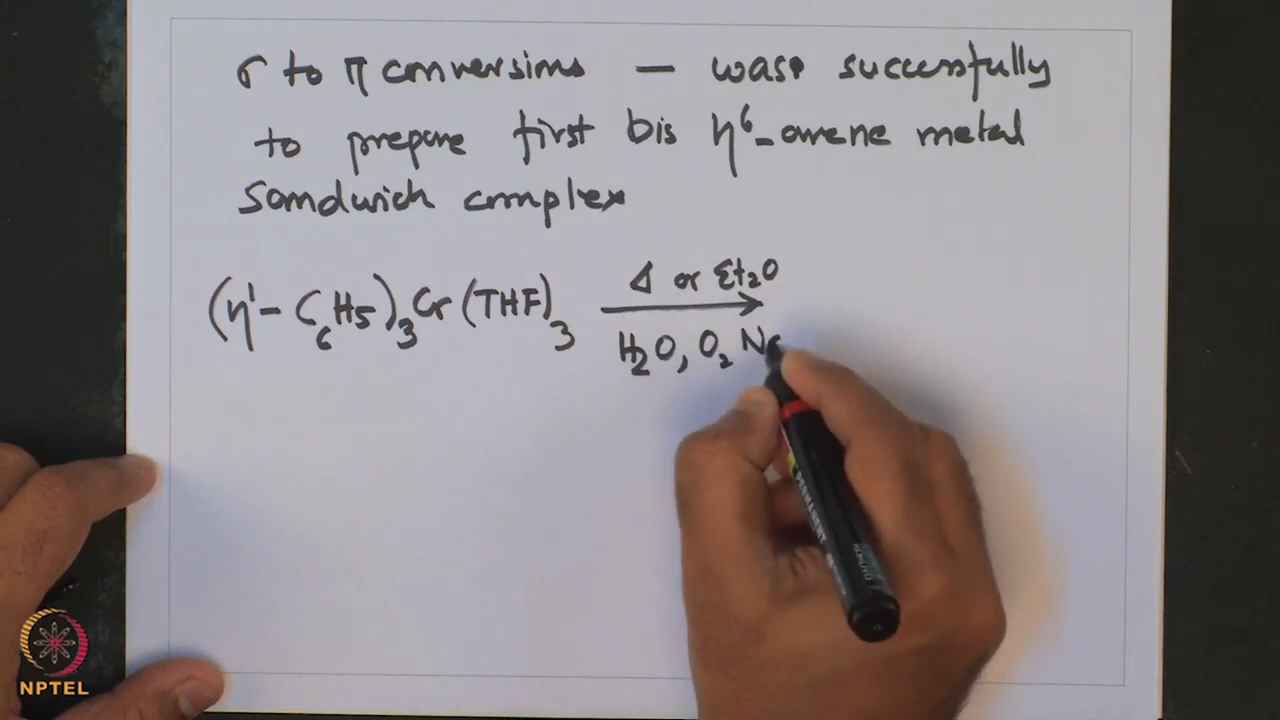 σ to π conversions — was successfully
to prepare first bis η⁶-arene metal
Sandwich complex
(η¹- C₆H₅)₃Cr(THF)₃
Δ or Et₂O
H₂O, O₂ Na
NPTEL